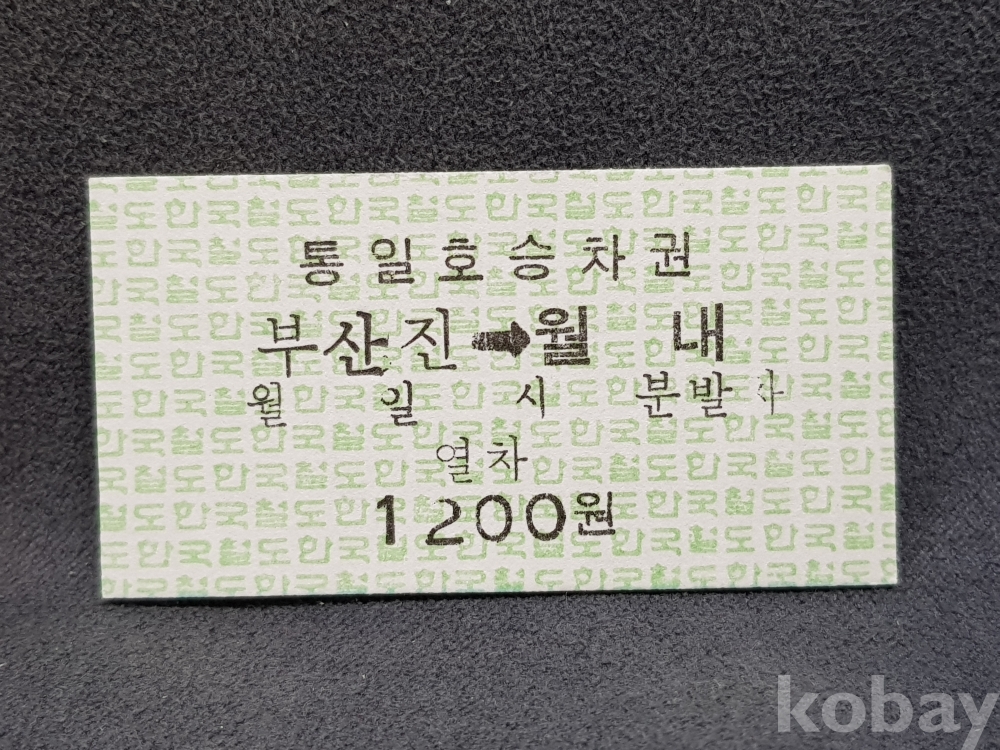 통일호승차권
부산진➡월 내
월 일 시 분발
열차
1200원
kobay